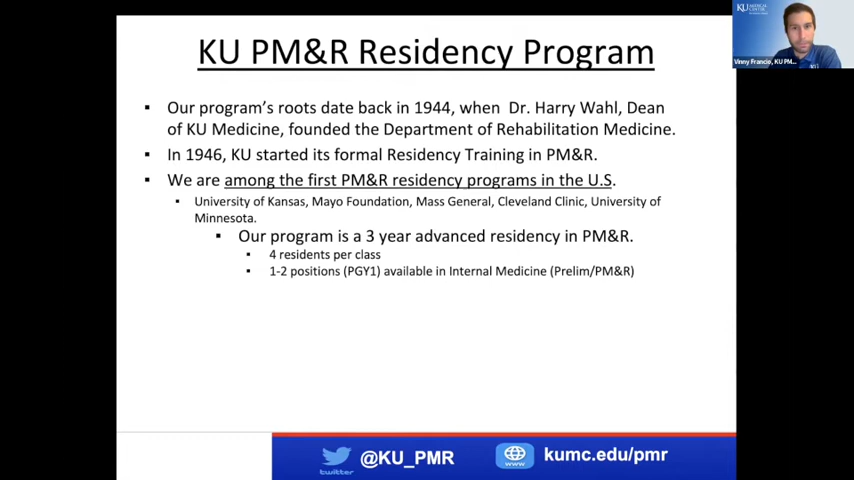 KU PM&R Residency Program
▪ Our program's roots date back in 1944, when Dr. Harry Wahl, Dean
of KU Medicine, founded the Department of Rehabilitation Medicine.
▪ In 1946, KU started its formal Residency Training in PM&R.
▪ We are among the first PM&R residency programs in the U.S.
▪ University of Kansas, Mayo Foundation, Mass General, Cleveland Clinic, University of
Minnesota.
▪ Our program is a 3 year advanced residency in PM&R.
▪ 4 residents per class
▪ 1-2 positions (PGY1) available in Internal Medicine (Prelim/PM&R)
twitter
@KU_PMR
www
kumc.edu/pmr
KU MEDICAL
CENTER
Vinny Francio, KU PM...